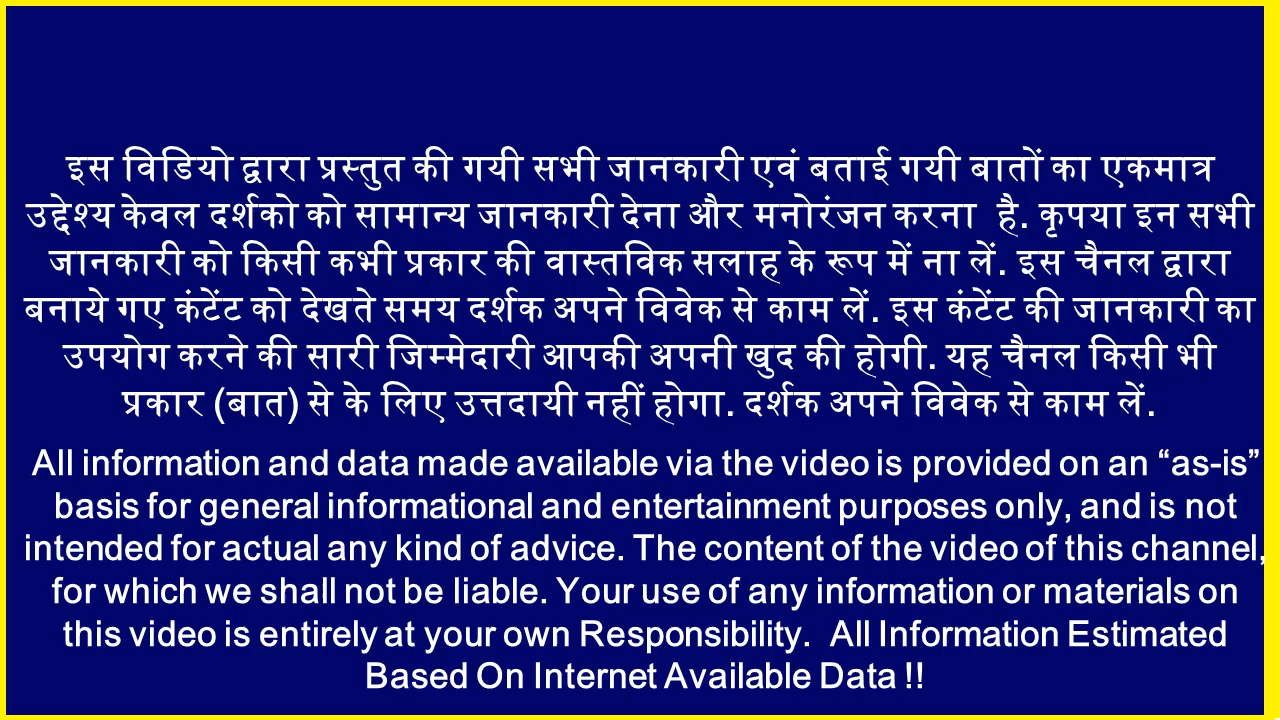 इस विडियो द्वारा प्रस्तुत की गयी सभी जानकारी एवं बताई गयी बातों का एकमात्र
उद्देश्य केवल दर्शको को सामान्य जानकारी देना और मनोरंजन करना  है. कृपया इन सभी
जानकारी को किसी कभी प्रकार की वास्तविक सलाह के रूप में ना लें. इस चैनल द्वारा
बनाये गए कंटेंट को देखते समय दर्शक अपने विवेक से काम लें. इस कंटेंट की जानकारी का
उपयोग करने की सारी जिम्मेदारी आपकी अपनी खुद की होगी. यह चैनल किसी भी
प्रकार (बात) से के लिए उत्तदायी नहीं होगा. दर्शक अपने विवेक से काम लें.
All information and data made available via the video is provided on an “as-is”
basis for general informational and entertainment purposes only, and is not
intended for actual any kind of advice. The content of the video of this channel,
for which we shall not be liable. Your use of any information or materials on
this video is entirely at your own Responsibility.  All Information Estimated
Based On Internet Available Data !!